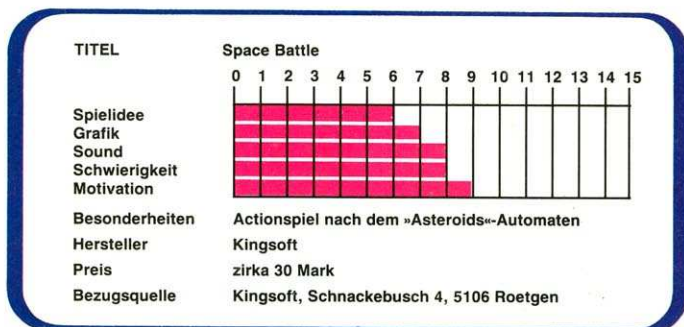 TITEL Space Battle
0 1 2 3 4 5 6 7 8 9 10 11 12 13 14 15
Spielidee
Grafik
Sound
Schwierigkeit
Motivation
Besonderheiten Actionspiel nach dem »Asteroids«-Automaten
Hersteller Kingsoft
Preis zirka 30 Mark
Bezugsquelle Kingsoft, Schnackebusch 4, 5106 Roetgen